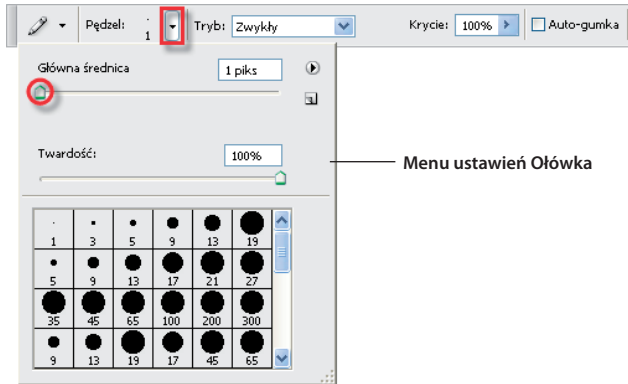 Pędzel: 1 Tryb: Zwykły Krycie: 100% Auto-gumka
Główna średnica 1 piks
Twardość: 100%
Menu ustawień Ołówka
1 3 5 9 13 19
5 9 13 17 21 27
35 45 65 100 200 300
9 13 19 17 45 65